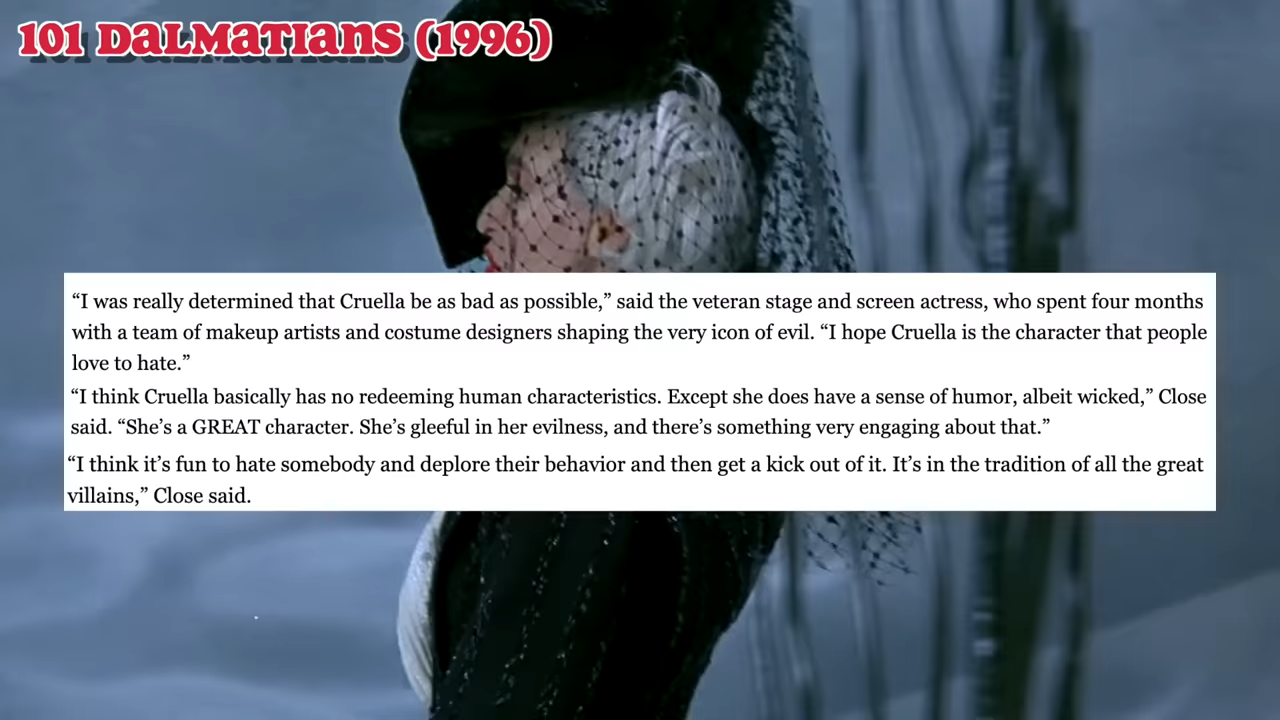 101 DALMATIANS (1996)
“I was really determined that Cruella be as bad as possible,” said the veteran stage and screen actress, who spent four months
with a team of makeup artists and costume designers shaping the very icon of evil. “I hope Cruella is the character that people
love to hate.”
“I think Cruella basically has no redeeming human characteristics. Except she does have a sense of humor, albeit wicked,” Close
said. “She’s a GREAT character. She’s gleeful in her evilness, and there’s something very engaging about that.”
“I think it’s fun to hate somebody and deplore their behavior and then get a kick out of it. It’s in the tradition of all the great
villains,” Close said.